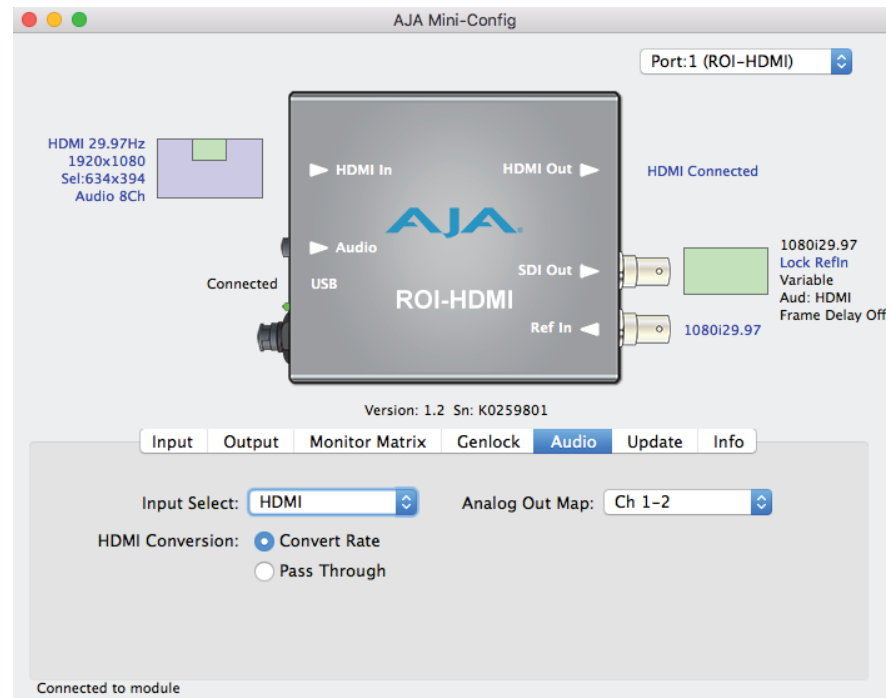 AJA Mini-Config
Port:1 (ROI-HDMI)
HDMI 29.97Hz
1920x1080
Sel:634x394
Audio 8Ch
HDMI In
HDMI Out
HDMI Connected
AJA
Audio
Connected
USB
SDI Out
ROI-HDMI
Ref In
1080i29.97
Lock RefIn
Variable
Aud: HDMI
Frame Delay Off
1080i29.97
Version: 1.2 Sn: K0259801
Input Output Monitor Matrix Genlock Audio Update Info
Input Select: HDMI Analog Out Map: Ch 1-2
HDMI Conversion: Convert Rate
Pass Through
Connected to module